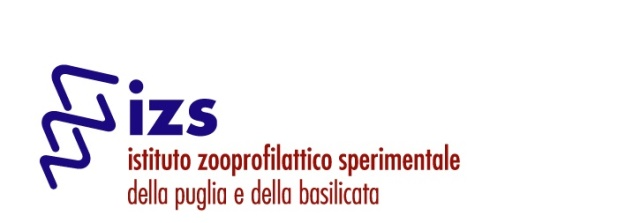 izs
istituto zooprofilattico sperimentale
della puglia e della basilicata